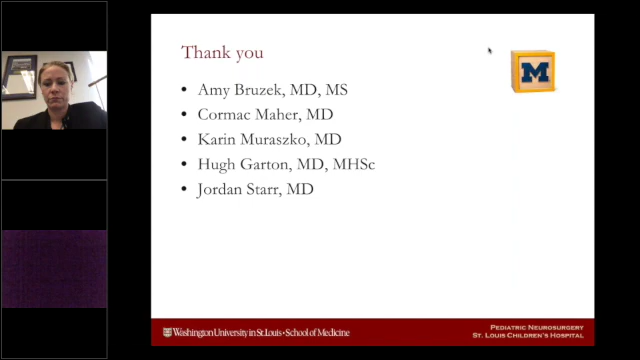 Thank you
• Amy Bruzek, MD, MS
• Cormac Maher, MD
• Karin Muraszko, MD
• Hugh Garton, MD, MHSc
• Jordan Starr, MD
M
Washington University in St. Louis • School of Medicine
Pediatric Neurosurgery
St. Louis Children's Hospital